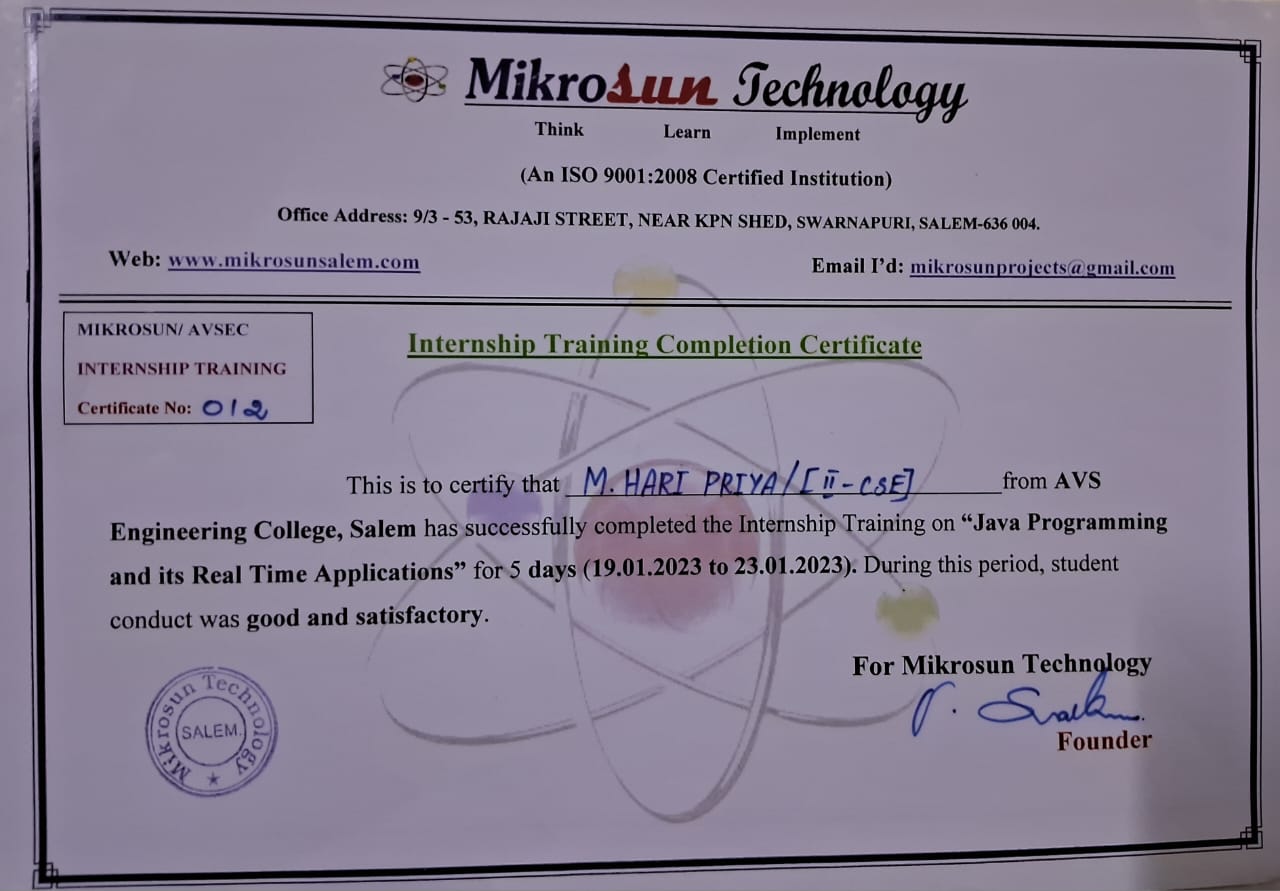 Mikrosun Technology
Think Learn Implement
(An ISO 9001:2008 Certified Institution)
Office Address: 9/3 - 53, RAJAJI STREET, NEAR KPN SHED, SWARNAPURI, SALEM-636 004.
Web: www.mikrosunsalem.com Email I’d: mikrosunprojects@gmail.com
MIKROSUN/ AVSEC
INTERNSHIP TRAINING
Certificate No: 012
Internship Training Completion Certificate
This is to certify that M. HARI PRIYA/[II-CSE] from AVS
Engineering College, Salem has successfully completed the Internship Training on “Java Programming
and its Real Time Applications” for 5 days (19.01.2023 to 23.01.2023). During this period, student
conduct was good and satisfactory.
For Mikrosun Technology
Founder
Mikrosun Technology
SALEM.